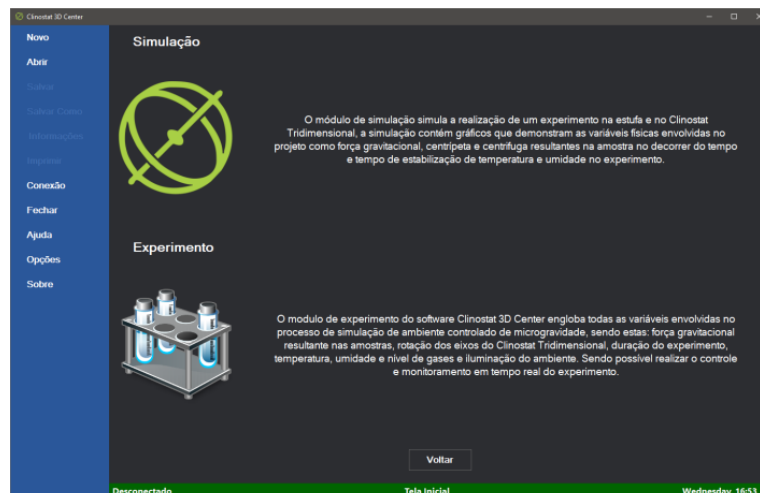 Clinostat 3D Center
Novo
Abrir
Salvar
Salvar Como
Informações
Imprimir
Conexão
Fechar
Ajuda
Opções
Sobre
Simulação
O módulo de simulação simula a realização de um experimento na estufa e no Clinostat
Tridimensional, a simulação contém gráficos que demonstram as variáveis físicas envolvidas no
projeto como força gravitacional, centrípeta e centrifuga resultantes na amostra no decorrer do tempo
e tempo de estabilização de temperatura e umidade no experimento.
Experimento
O modulo de experimento do software Clinostat 3D Center engloba todas as variáveis envolvidas no
processo de simulação de ambiente controlado de microgravidade, sendo estas: força gravitacional
resultante nas amostras, rotação dos eixos do Clinostat Tridimensional, duração do experimento,
temperatura, umidade e nível de gases e iluminação do ambiente. Sendo possível realizar o controle
e monitoramento em tempo real do experimento.
Voltar
Desconectado
Tela Inicial
Wednesday, 16:53